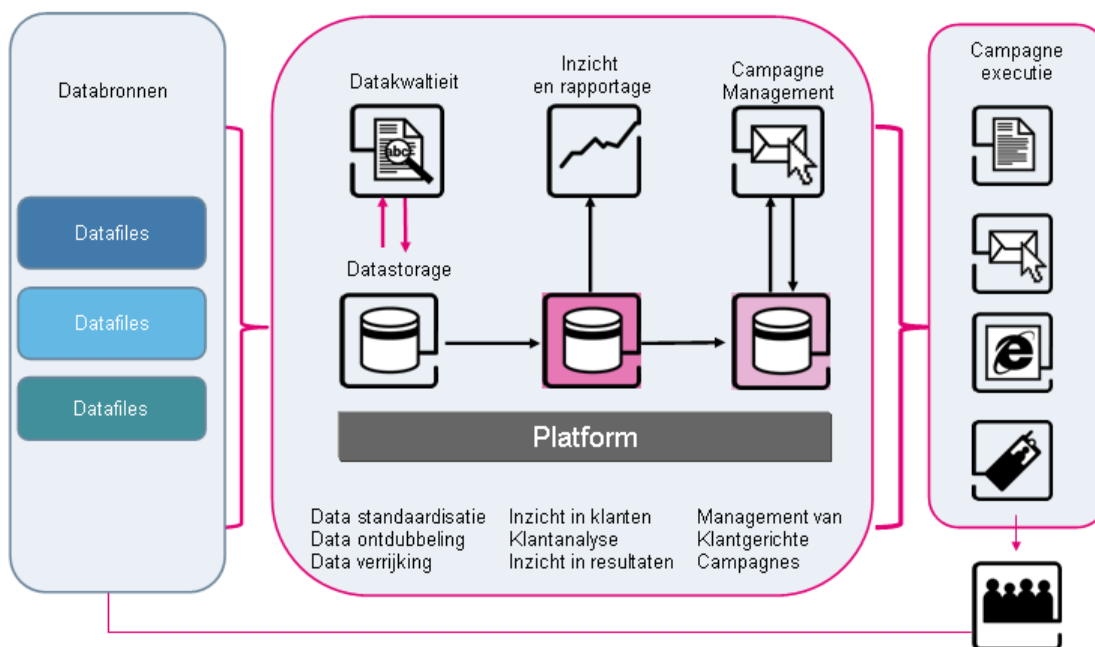 Databronnen
Datafiles
Datafiles
Datafiles
Datakwaltieit
abc
Inzicht
en rapportage
Campagne
Management
Datastorage
Platform
Data standaardisatie
Data ontdubbeling
Data verrijking
Inzicht in klanten
Klantanalyse
Inzicht in resultaten
Management van
Klantgerichte
Campagnes
Campagne
executie